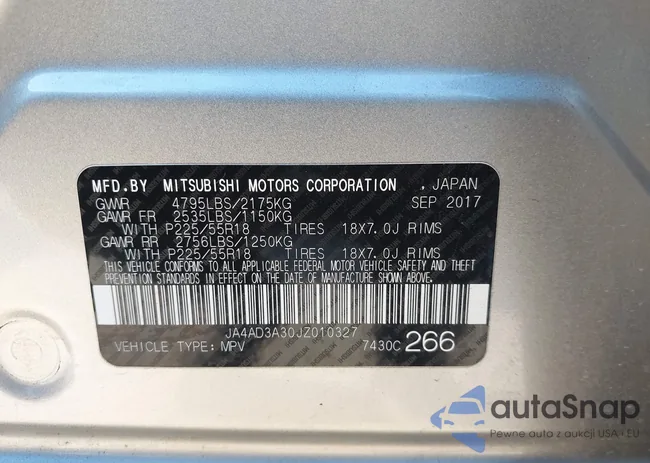 MFD.BY MITSUBISHI MOTORS CORPORATION , JAPAN
GVWR 4795LBS/2175KG SEP 2017
GAWR FR 2535LBS/1150KG
WITH P225/55R18 TIRES 18X7.0J RIMS
GAWR RR 2756LBS/1250KG
WITH P225/55R18 TIRES 18X7.0J RIMS
THIS VEHICLE CONFORMS TO ALL APPLICABLE FEDERAL MOTOR VEHICLE SAFETY AND THEFT
PREVENTION STANDARDS IN EFFECT ON THE DATE OF MANUFACTURE SHOWN ABOVE.
JA4AD3A30JZ010327
VEHICLE TYPE: MPV 7430C 266
autaSnap
Pewne auto z aukcji USA • EU